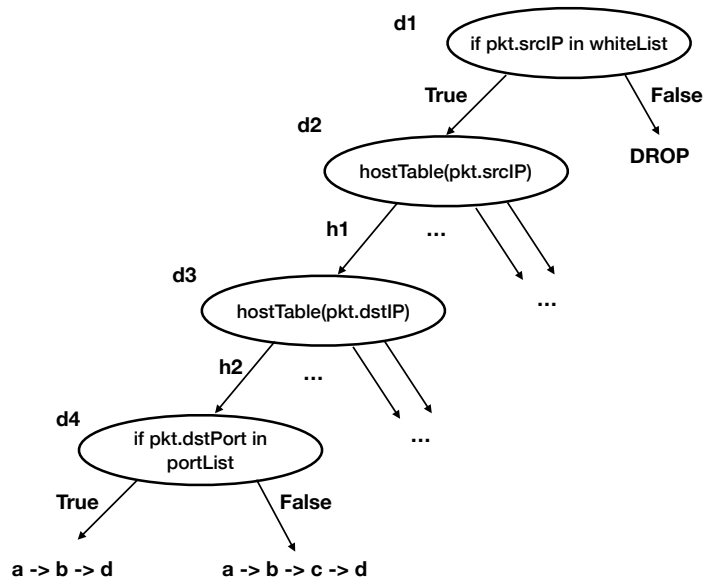 d1
if pkt.srcIP in whiteList
True
False
d2
DROP
hostTable(pkt.srcIP)
h1
...
...
d3
hostTable(pkt.dstIP)
h2
...
...
d4
if pkt.dstPort in
portList
True
False
a -> b -> d
a -> b -> c -> d